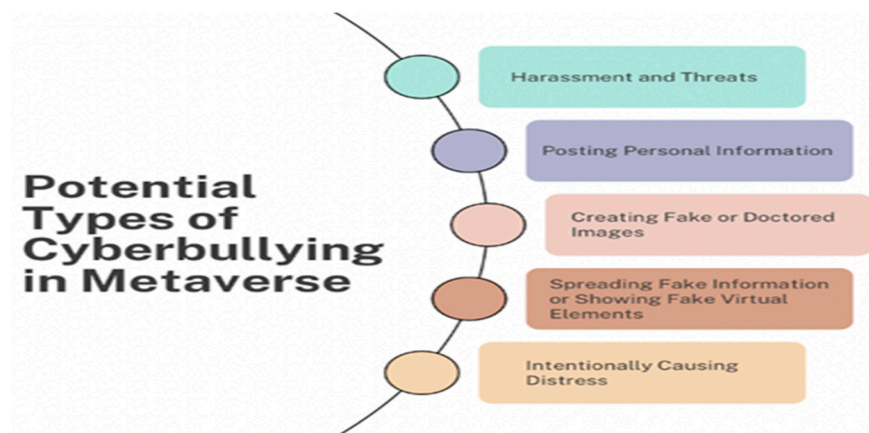 Potential
Types of
Cyberbullying
in Metaverse
Harassment and Threats
Posting Personal Information
Creating Fake or Doctored
Images
Spreading Fake Information
or Showing Fake Virtual
Elements
Intentionally Causing
Distress